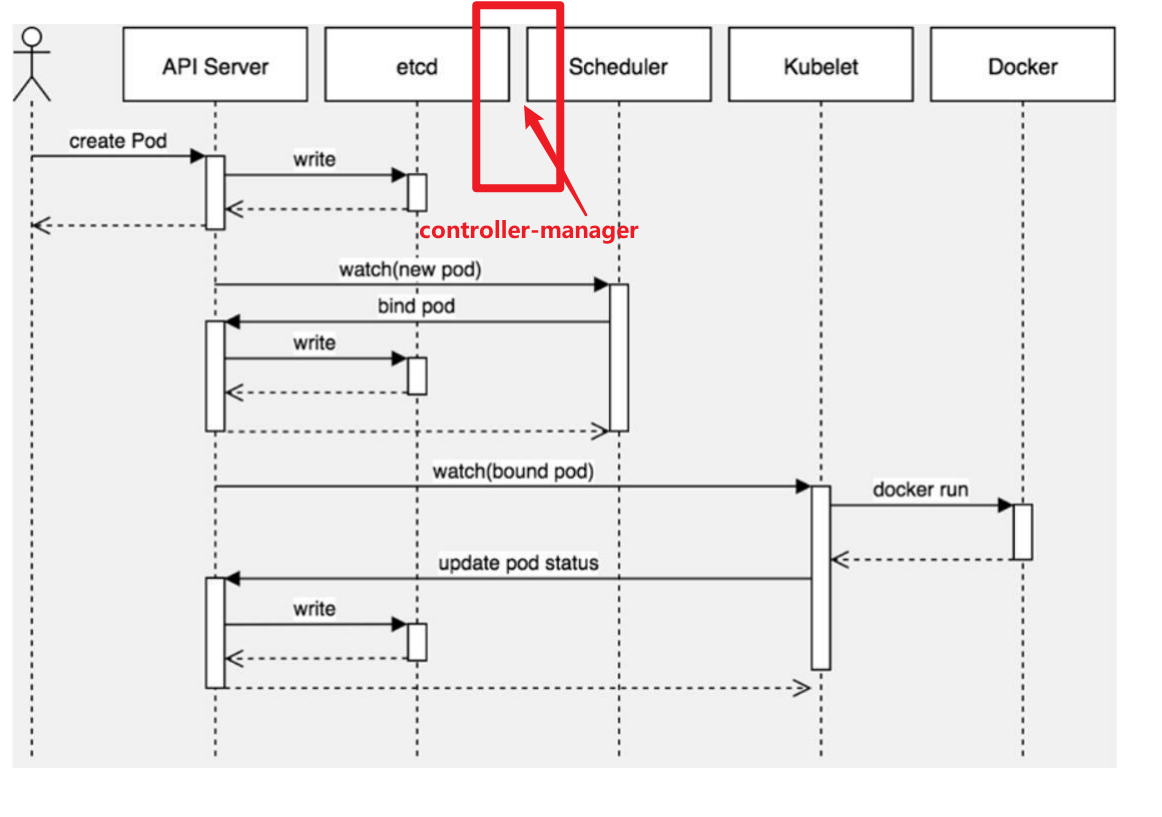 API Server
etcd
Scheduler
Kubelet
Docker
create Pod
write
controller-manager
watch(new pod)
bind pod
write
watch(bound pod)
docker run
update pod status
write